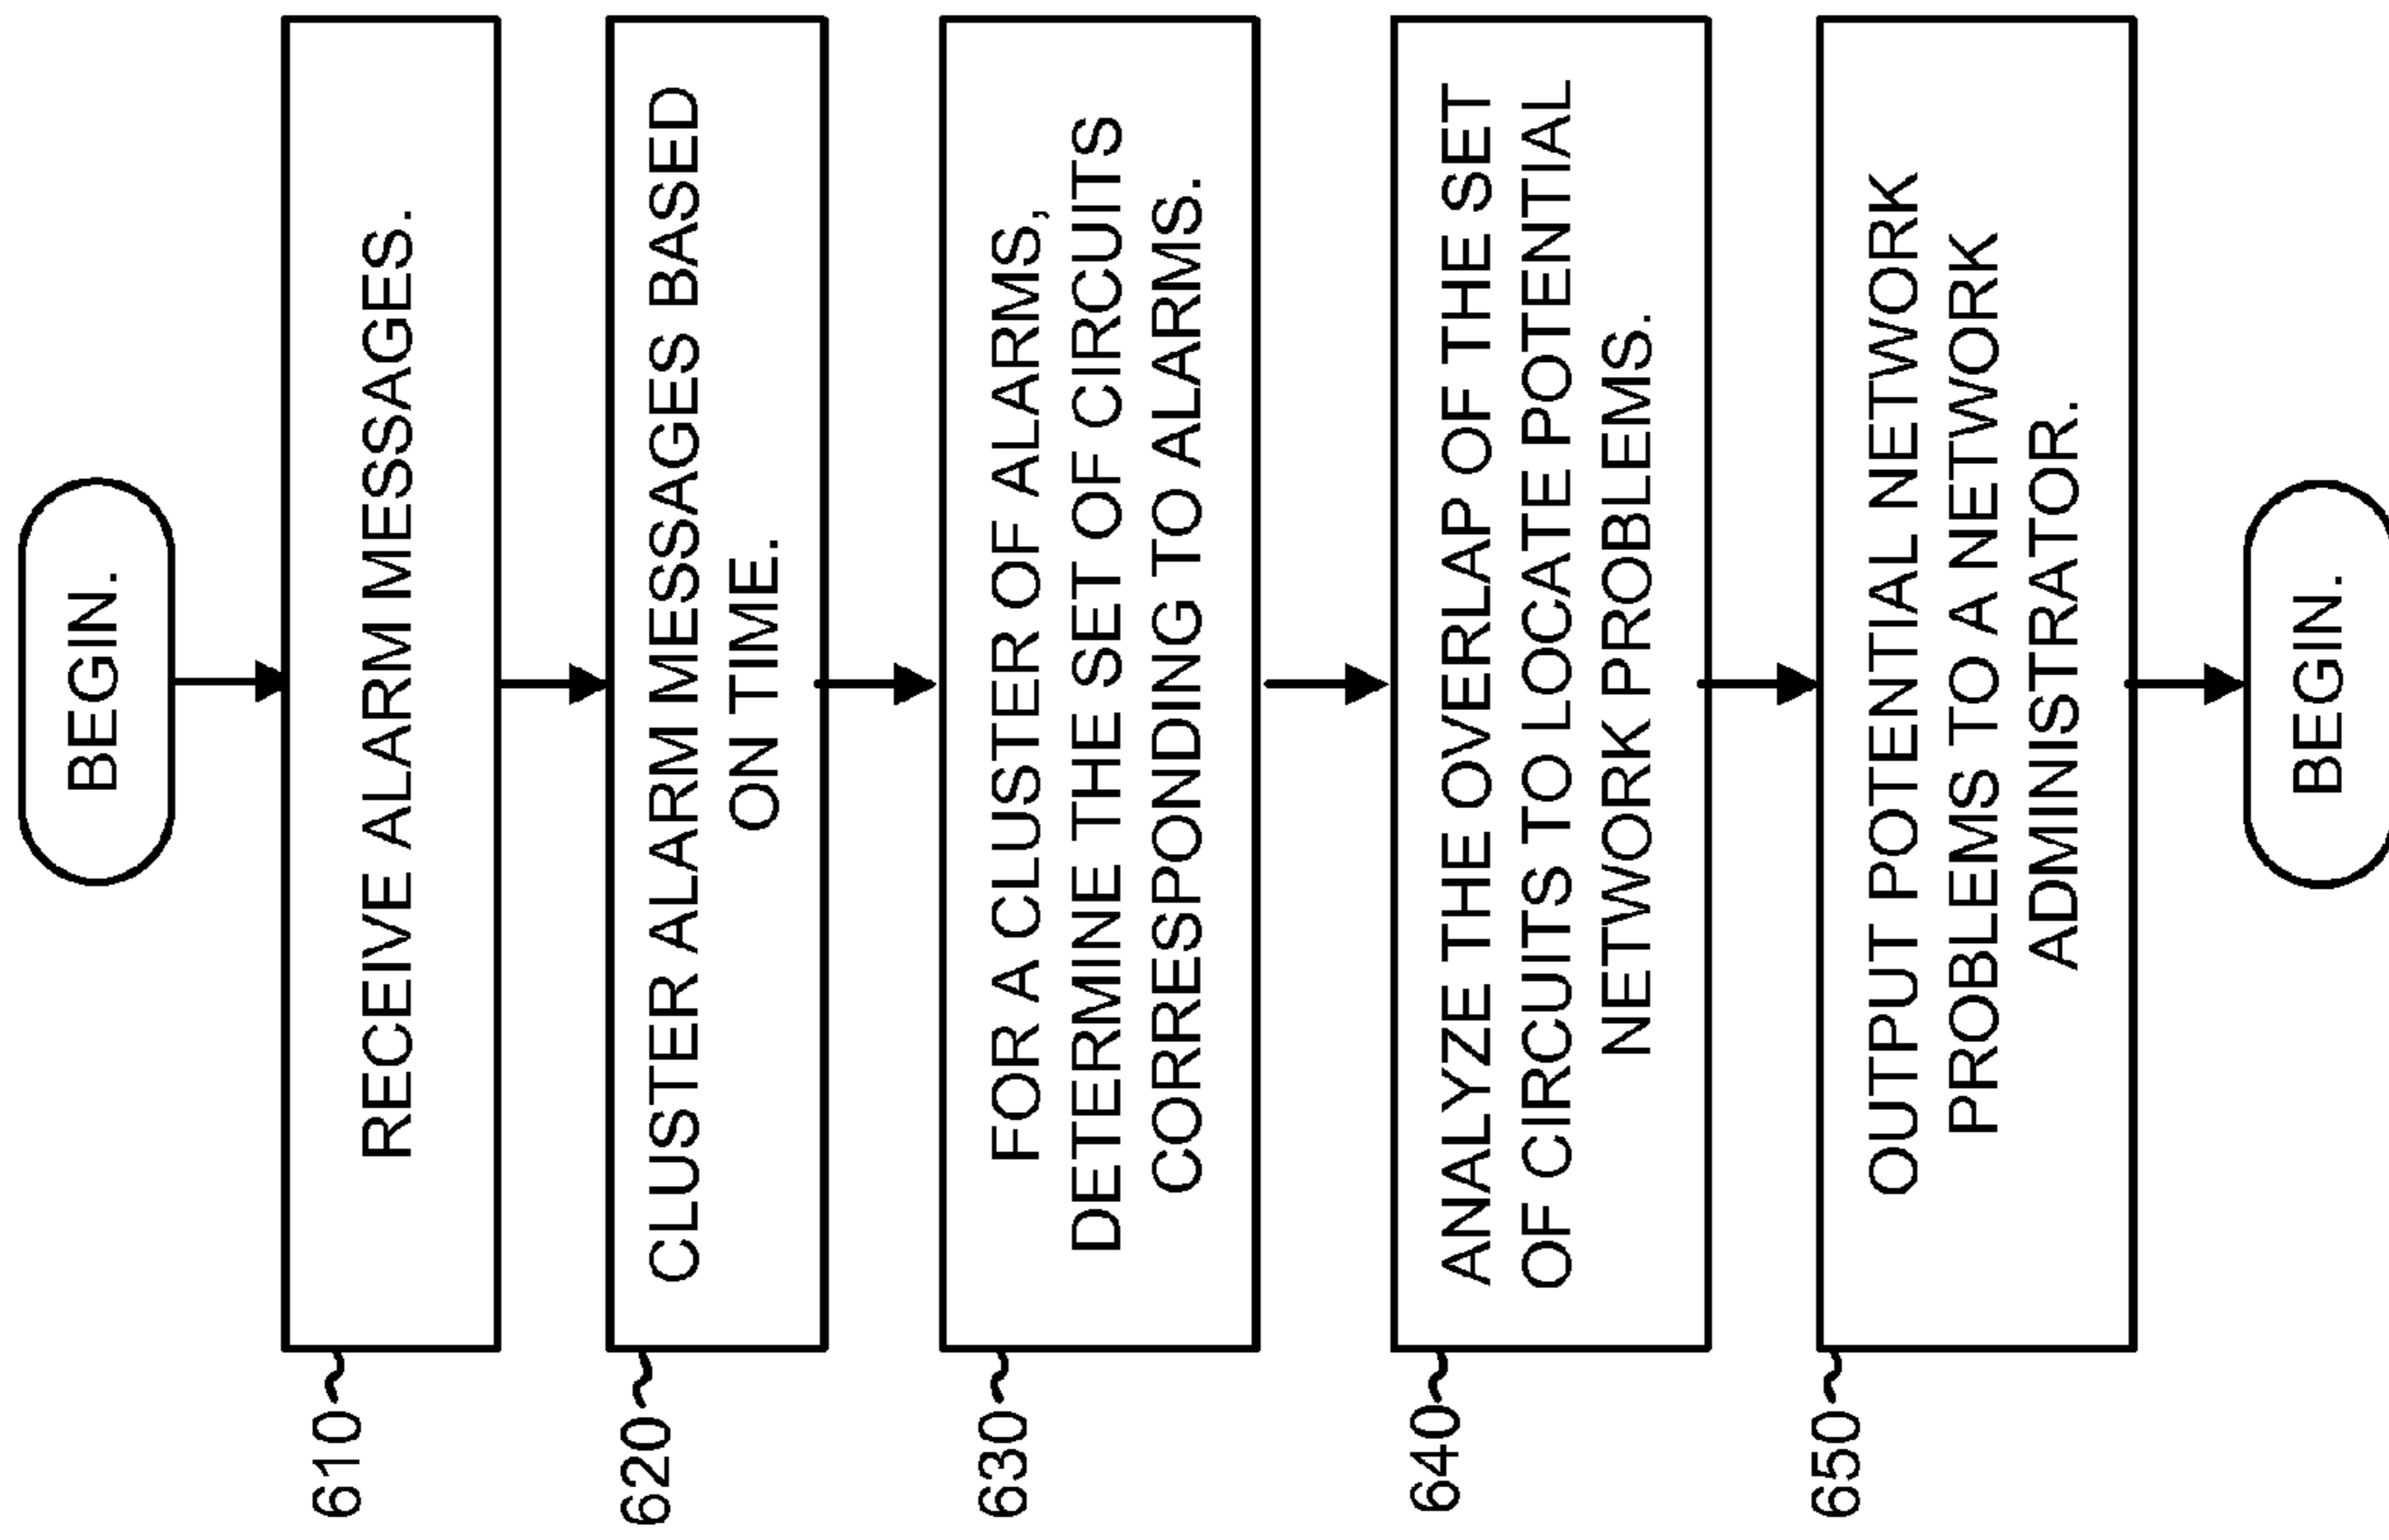 BEGIN.
610
RECEIVE ALARM MESSAGES.
620
CLUSTER ALARM MESSAGES BASED
ON TIME.
630
FOR A CLUSTER OF ALARMS,
DETERMINE THE SET OF CIRCUITS
CORRESPONDING TO ALARMS.
640
ANALYZE THE OVERLAP OF THE SET
OF CIRCUITS TO LOCATE POTENTIAL
NETWORK PROBLEMS.
650
OUTPUT POTENTIAL NETWORK
PROBLEMS TO A NETWORK
ADMINISTRATOR.
BEGIN.